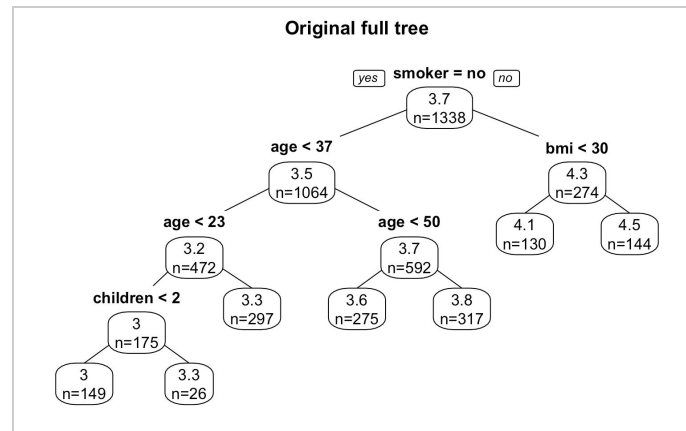 Original full tree
yes smoker = no no
3.7
n=1338
age < 37
bmi < 30
3.5
n=1064
4.3
n=274
age < 23
age < 50
4.1
n=130
4.5
n=144
3.2
n=472
3.7
n=592
children < 2
3.3
n=297
3.6
n=275
3.8
n=317
3
n=175
3
n=149
3.3
n=26